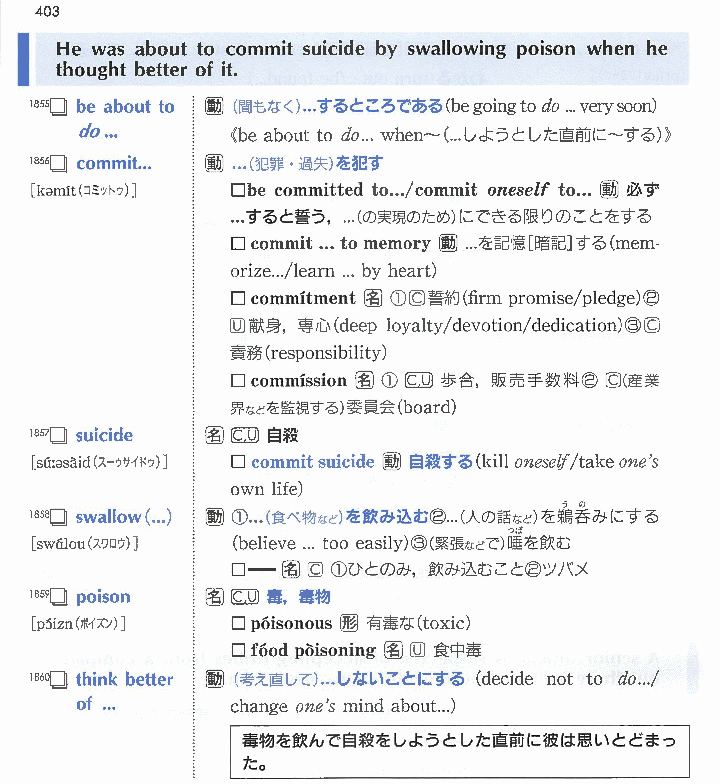 403
He was about to commit suicide by swallowing poison when he
thought better of it.
1855 □ be about to 動 (間もなく)…するところである(be going to do … very soon)
do … 《be about to do… when〜(…しようとした直前に〜する)》
1856 □ commit… 動 …(犯罪・過失)を犯す
[kəmít(コミットゥ)] □be committed to…/commit oneself to… 動 必ず
…すると誓う, …(の実現のため)にできる限りのことをする
□ commit … to memory 動 …を記憶[暗記]する(mem-
orize…/learn … by heart)
□ commítment 名 ①C誓約(firm promise/pledge)②
U献身, 専心(deep loyalty/devotion/dedication)③C
責務(responsibility)
□ commíssion 名 ① C,U 歩合, 販売手数料② C(産業
界などを監視する)委員会(board)
1857 □ suicide 名 C,U 自殺
[sú:əsàid(スーゥサイドゥ)] □ commit suicide 動 自殺する(kill oneself/take one's
own life)
1858 □ swallow(…) 動 ①…(食べ物など)を飲み込む②…(人の話など)を鵜呑みにする
[swɑ́lou(スワロウ)] (believe … too easily)③(緊張などで)唾を飲む
□━ 名 C ①ひとのみ, 飲み込むこと②ツバメ
1859 □ poison 名 C,U 毒, 毒物
[pɔ́izn(ポイズン)] □ póisonous 形 有毒な(toxic)
□ fóod pòisoning 名 U 食中毒
1860 □ think better 動 (考え直して)…しないことにする (decide not to do…/
of … change one's mind about…)
毒物を飲んで自殺をしようとした直前に彼は思いとどまっ
た。